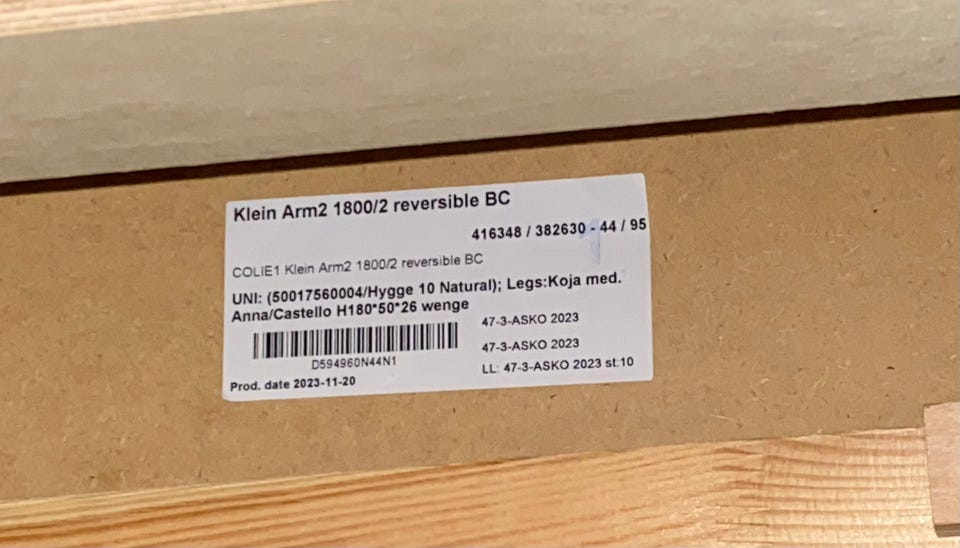 Klein Arm2 1800/2 reversible BC
416348 / 382630 - 44 / 95
COLIE1 Klein Arm2 1800/2 reversible BC
UNI: (50017560004/Hygge 10 Natural); Legs:Koja med.
Anna/Castello H180*50*26 wenge
47-3-ASKO 2023
47-3-ASKO 2023
D594960N44N1
LL: 47-3-ASKO 2023 st:10
Prod. date 2023-11-20